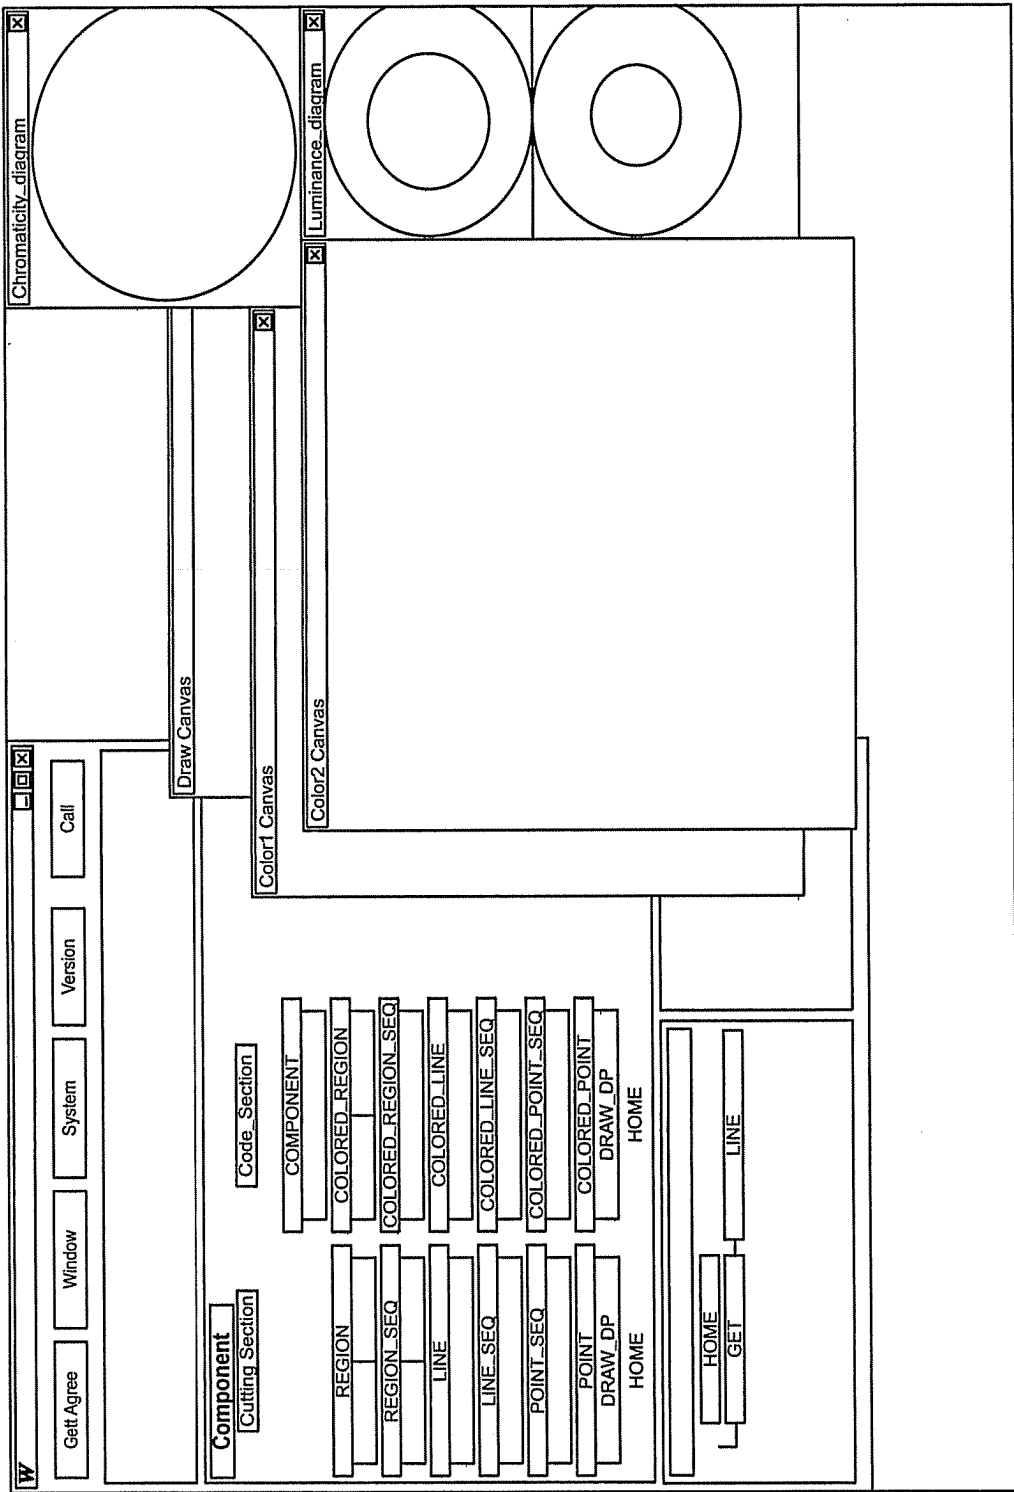 W
Gett Agree
Window
System
Version
Call
Component
Cutting Section
REGION
REGION_SEQ
LINE
LINE_SEQ
POINT_SEQ
POINT
DRAW_DP
HOME
Code_Section
COMPONENT
COLORED_REGION
COLORED_REGION_SEQ
COLORED_LINE
COLORED_LINE_SEQ
COLORED_POINT_SEQ
COLORED_POINT
DRAW_DP
HOME
HOME
GET
LINE
Draw Canvas
Color1 Canvas
Color2 Canvas
Chromaticity_diagram
Luminance_diagram